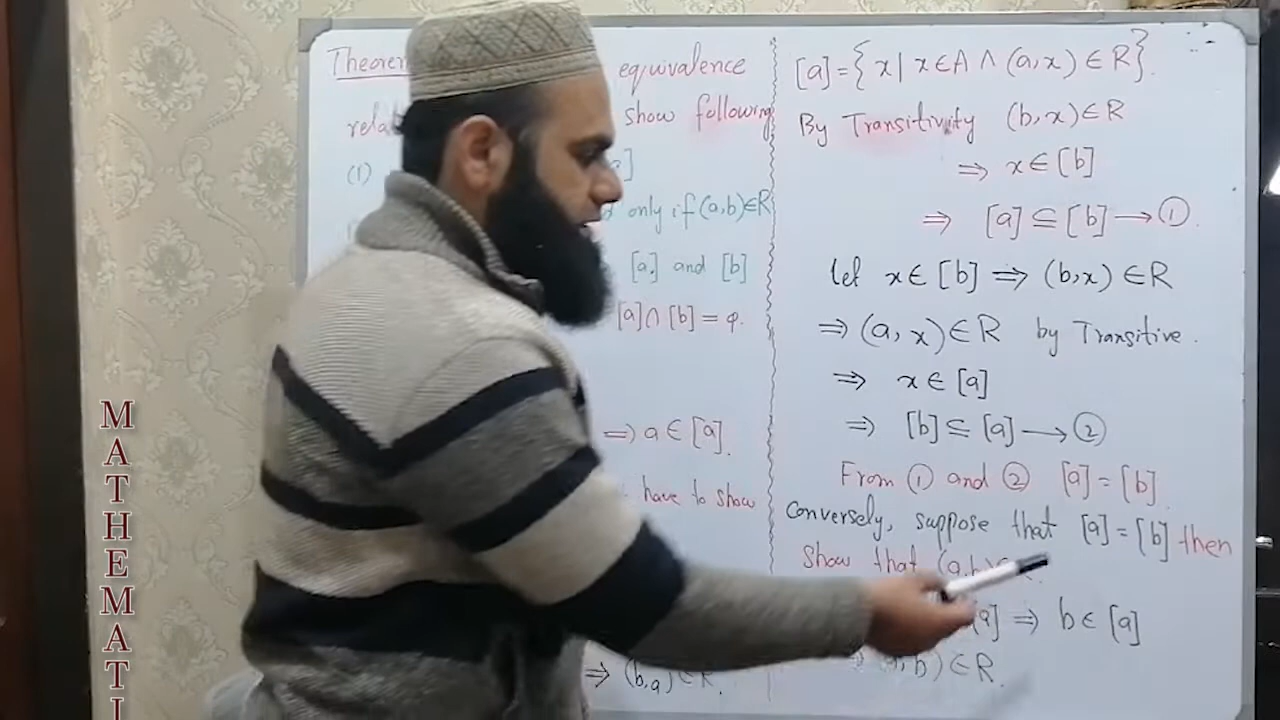 Theorem equivalence
show following
(1) a]
only if (a,b)∈R
[a] and [b]
[a]∩[b]=φ.
⇒ a∈[a].
have to show
⇒ (b,a)∈R.
[a]={x| x∈A ∧ (a,x)∈R}.
By Transitivity (b,x)∈R
⇒ x∈[b]
⇒ [a]⊆[b]→①
let x∈[b]⇒(b,x)∈R
⇒(a,x)∈R by Transitive.
⇒ x∈[a]
⇒ [b]⊆[a]→②
From ① and ② [a]=[b].
Conversely, suppose that [a]=[b] then
show that (a,b)
[a] ⇒ b∈[a]
⇒ (a,b)∈R.
MATHEMATI